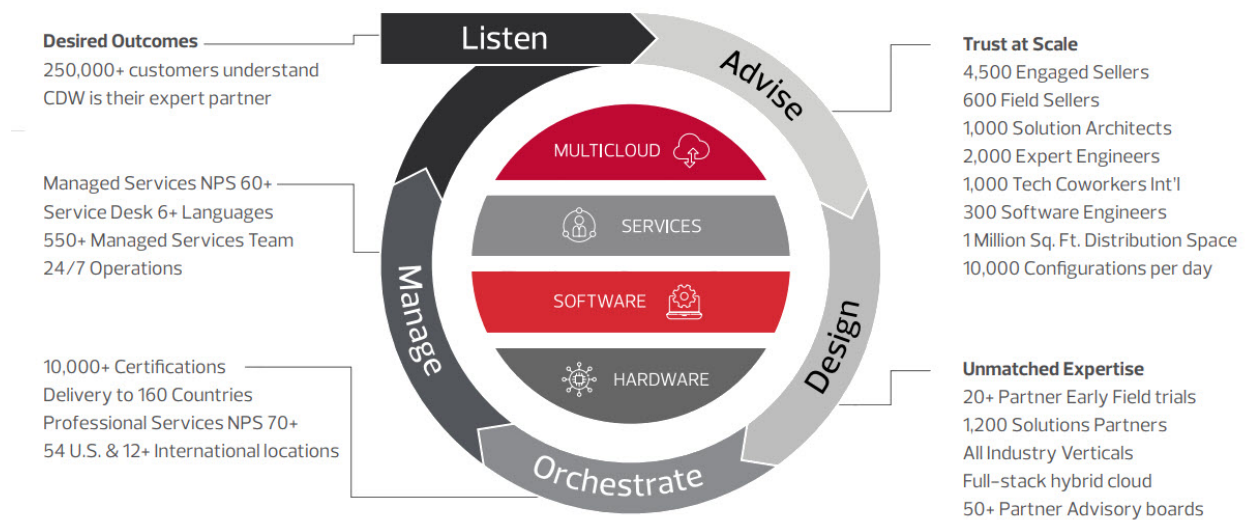 Desired Outcomes
250,000+ customers understand
CDW is their expert partner
Managed Services NPS 60+
Service Desk 6+ Languages
550+ Managed Services Team
24/7 Operations
10,000+ Certifications
Delivery to 160 Countries
Professional Services NPS 70+
54 U.S. & 12+ International locations
Listen
Advise
Design
Orchestrate
Manage
MULTICLOUD
SERVICES
SOFTWARE
HARDWARE
Trust at Scale
4,500 Engaged Sellers
600 Field Sellers
1,000 Solution Architects
2,000 Expert Engineers
1,000 Tech Coworkers Int'l
300 Software Engineers
1 Million Sq. Ft. Distribution Space
10,000 Configurations per day
Unmatched Expertise
20+ Partner Early Field trials
1,200 Solutions Partners
All Industry Verticals
Full-stack hybrid cloud
50+ Partner Advisory boards